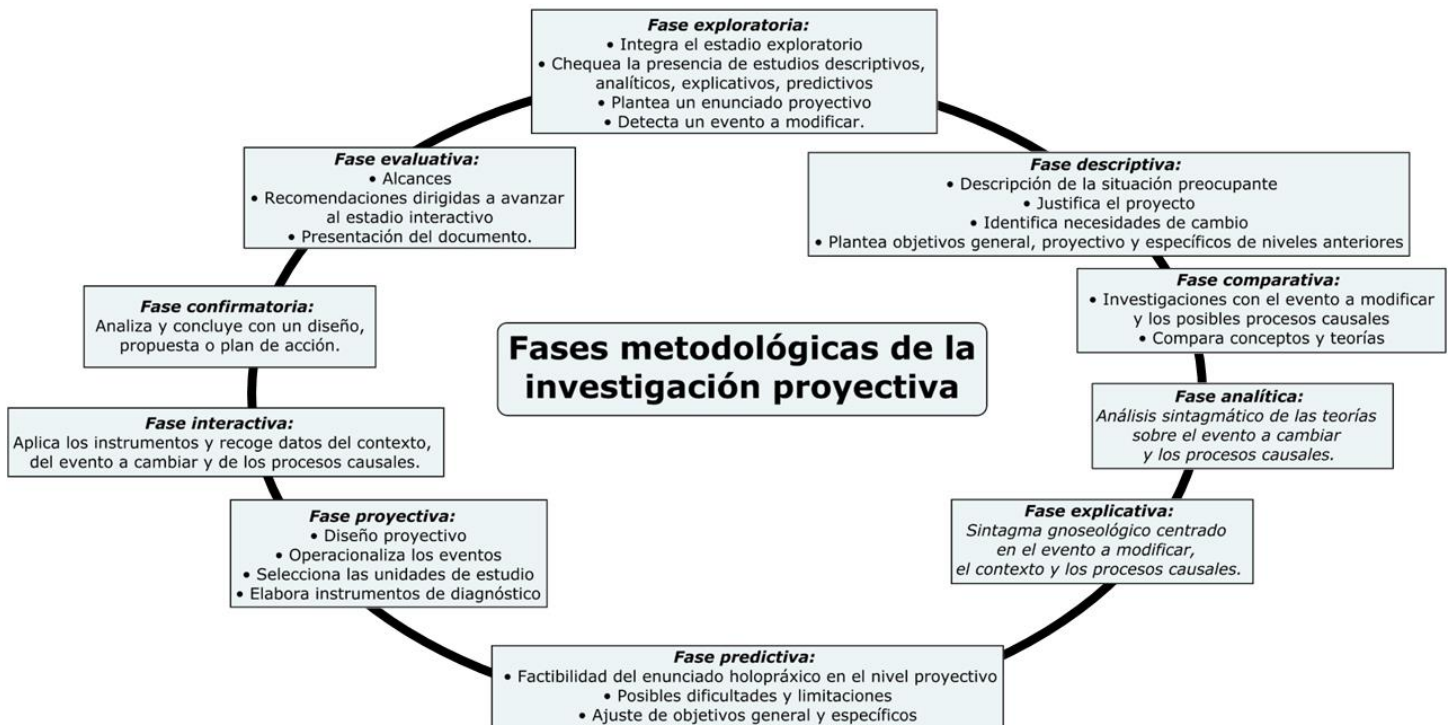 Fase exploratoria:
• Integra el estadio exploratorio
• Chequea la presencia de estudios descriptivos,
analíticos, explicativos, predictivos
• Plantea un enunciado proyectivo
• Detecta un evento a modificar.
Fase descriptiva:
• Descripción de la situación preocupante
• Justifica el proyecto
• Identifica necesidades de cambio
• Plantea objetivos general, proyectivo y específicos de niveles anteriores
Fase comparativa:
• Investigaciones con el evento a modificar
y los posibles procesos causales
• Compara conceptos y teorías
Fase analítica:
Análisis sintagmático de las teorías
sobre el evento a cambiar
y los procesos causales.
Fase explicativa:
Sintagma gnoseológico centrado
en el evento a modificar,
el contexto y los procesos causales.
Fase predictiva:
• Factibilidad del enunciado holopráxico en el nivel proyectivo
• Posibles dificultades y limitaciones
• Ajuste de objetivos general y específicos
Fase proyectiva:
• Diseño proyectivo
• Operacionaliza los eventos
• Selecciona las unidades de estudio
• Elabora instrumentos de diagnóstico
Fase interactiva:
Aplica los instrumentos y recoge datos del contexto,
del evento a cambiar y de los procesos causales.
Fase confirmatoria:
Analiza y concluye con un diseño,
propuesta o plan de acción.
Fase evaluativa:
• Alcances
• Recomendaciones dirigidas a avanzar
al estadio interactivo
• Presentación del documento.
Fases metodológicas de la
investigación proyectiva